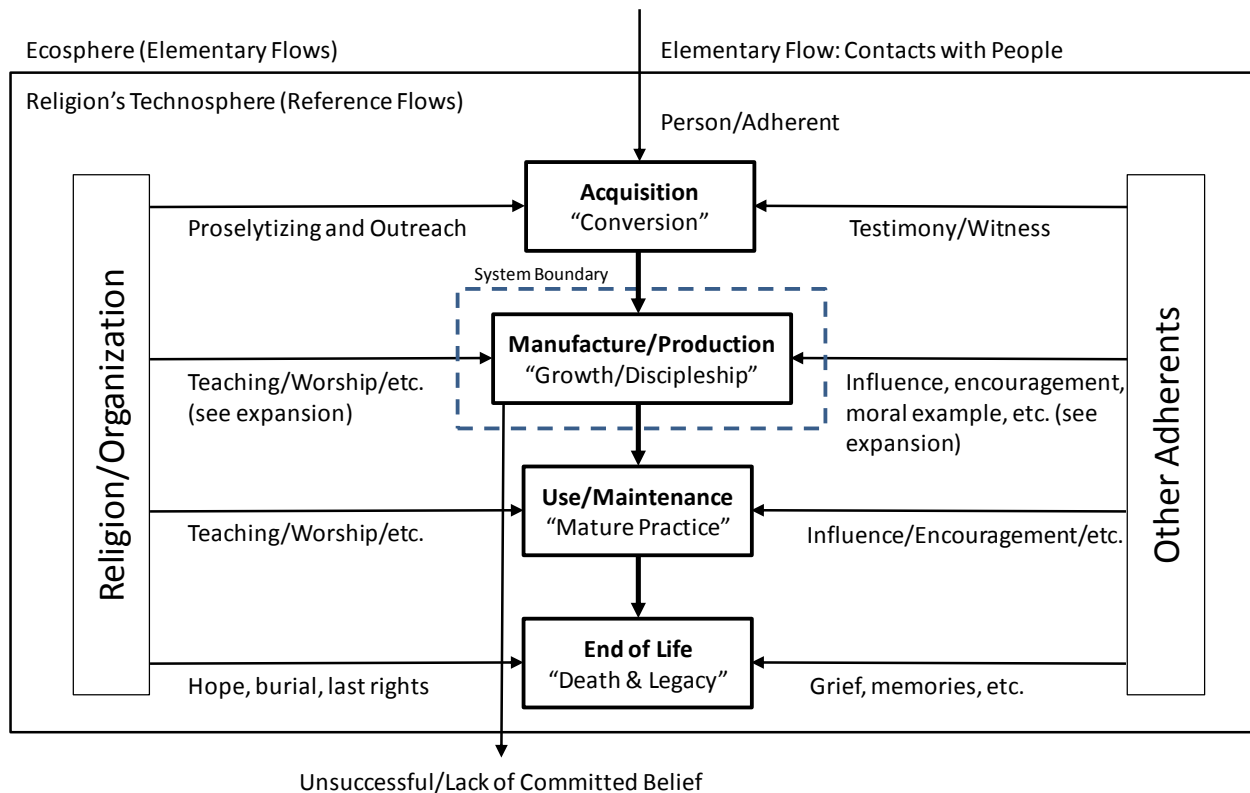 Ecosphere (Elementary Flows)
Elementary Flow: Contacts with People
Religion’s Technosphere (Reference Flows)
Person/Adherent
Religion/Organization
Other Adherents
Acquisition
“Conversion”
Proselytizing and Outreach
Testimony/Witness
System Boundary
Manufacture/Production
“Growth/Discipleship”
Teaching/Worship/etc.
(see expansion)
Influence, encouragement,
moral example, etc. (see
expansion)
Use/Maintenance
“Mature Practice”
Teaching/Worship/etc.
Influence/Encouragement/etc.
End of Life
“Death & Legacy”
Hope, burial, last rights
Grief, memories, etc.
Unsuccessful/Lack of Committed Belief